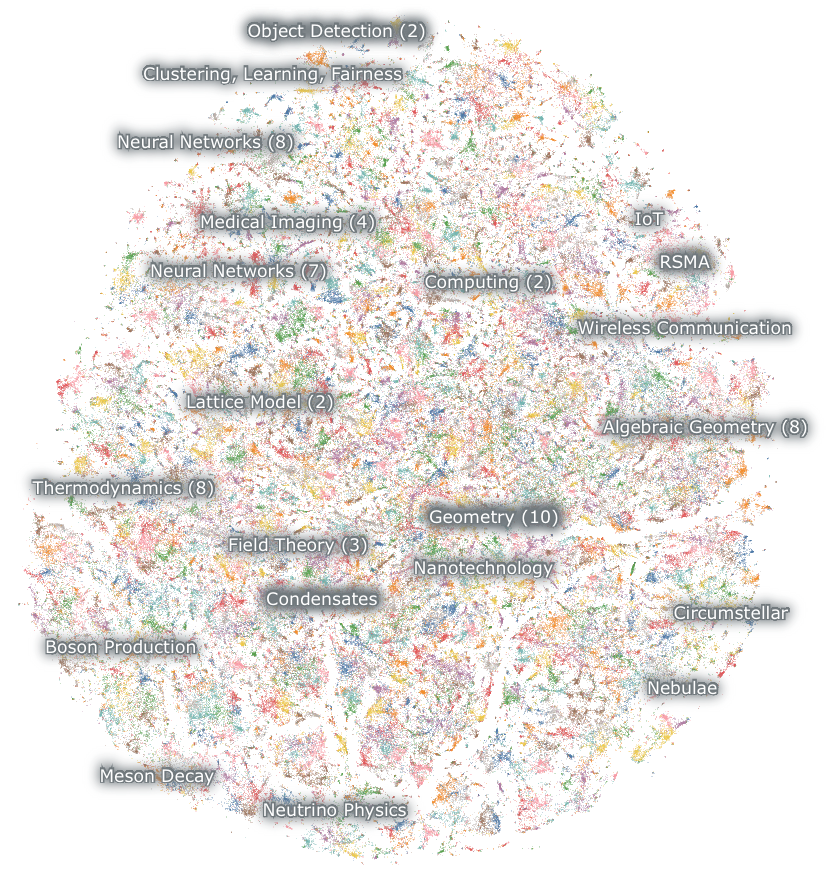 Object Detection (2)
Clustering, Learning, Fairness
Neural Networks (8)
Medical Imaging (4)
IoT
RSMA
Neural Networks (7)
Computing (2)
Wireless Communication
Lattice Model (2)
Algebraic Geometry (8)
Thermodynamics (8)
Geometry (10)
Field Theory (3)
Nanotechnology
Condensates
Circumstellar
Boson Production
Nebulae
Meson Decay
Neutrino Physics